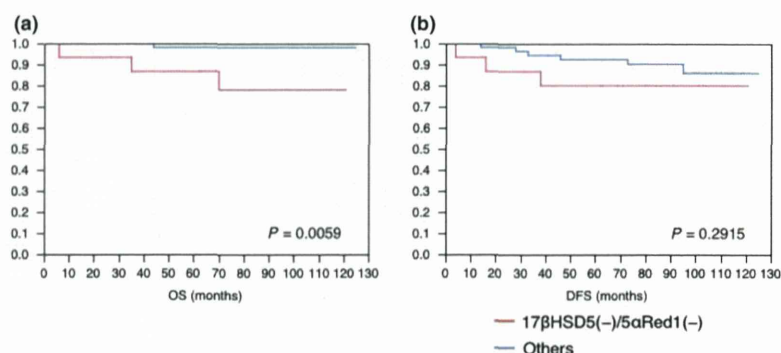 (a)
1.0
0.9
0.8
0.7
0.6
0.5
0.4
0.3
0.2
0.1
0.0
P = 0.0059
0 10 20 30 40 50 60 70 80 90 100 110 120 130
OS (months)
(b)
1.0
0.9
0.8
0.7
0.6
0.5
0.4
0.3
0.2
0.1
0.0
P = 0.2915
0 10 20 30 40 50 60 70 80 90 100 110 120 130
DFS (months)
17βHSD5(−)/5αRed1(−)
Others